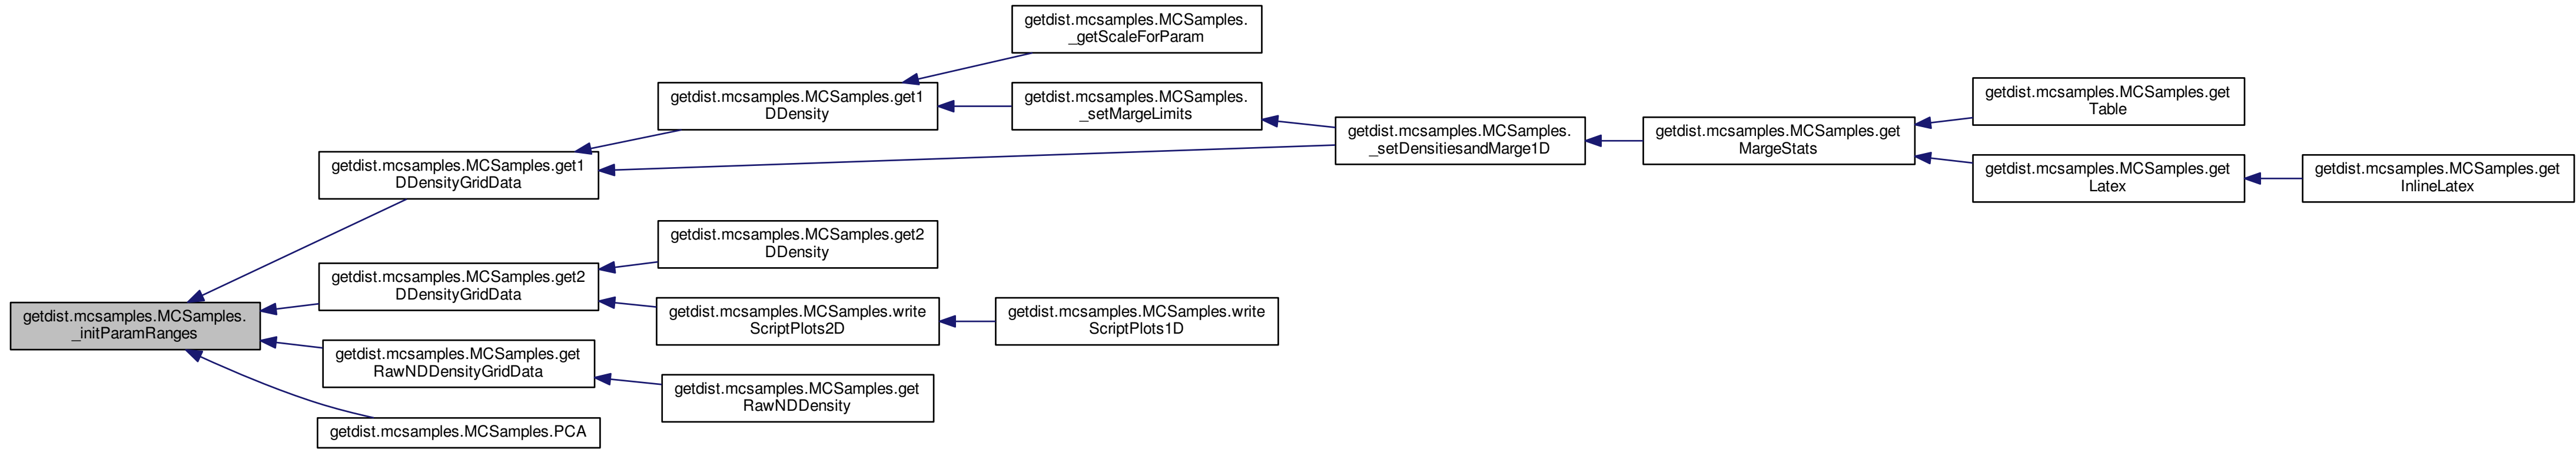 getdist.mcsamples.MCSamples.
_getScaleForParam
getdist.mcsamples.MCSamples.get1
DDensity
getdist.mcsamples.MCSamples.
_setMargeLimits
getdist.mcsamples.MCSamples.get
Table
getdist.mcsamples.MCSamples.
_setDensitiesandMarge1D
getdist.mcsamples.MCSamples.get
MargeStats
getdist.mcsamples.MCSamples.get1
DDensityGridData
getdist.mcsamples.MCSamples.get
Latex
getdist.mcsamples.MCSamples.get
InlineLatex
getdist.mcsamples.MCSamples.get2
DDensity
getdist.mcsamples.MCSamples.get2
DDensityGridData
getdist.mcsamples.MCSamples.
_initParamRanges
getdist.mcsamples.MCSamples.write
ScriptPlots2D
getdist.mcsamples.MCSamples.write
ScriptPlots1D
getdist.mcsamples.MCSamples.get
RawNDDensityGridData
getdist.mcsamples.MCSamples.get
RawNDDensity
getdist.mcsamples.MCSamples.PCA